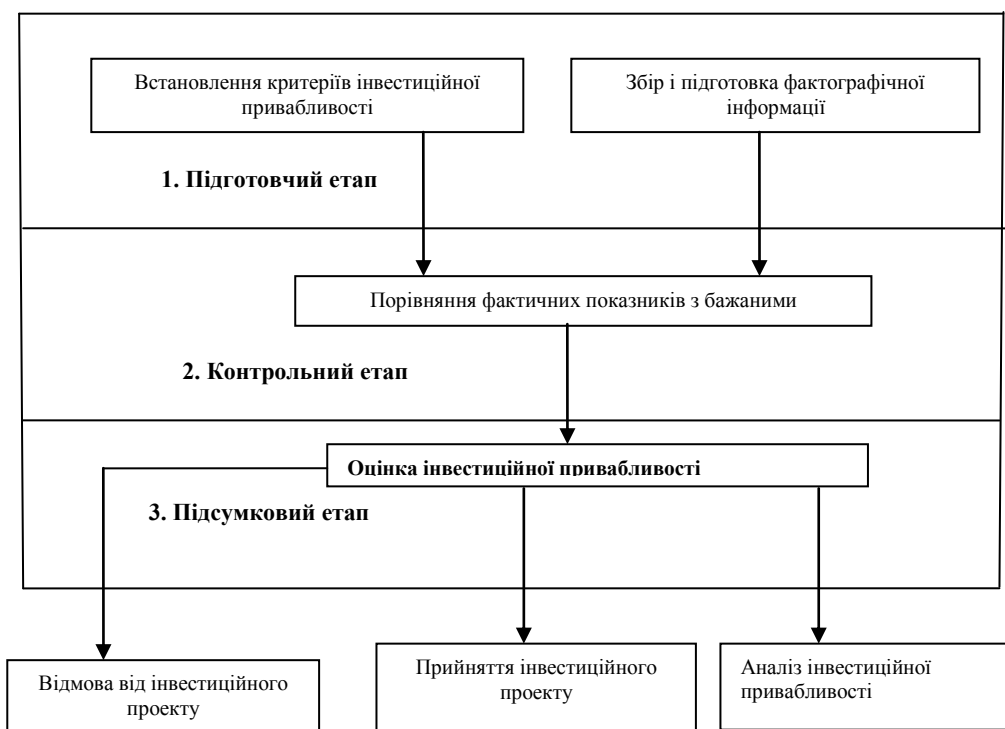 Встановлення критеріїв інвестиційної
привабливості
Збір і підготовка фактографічної
інформації
1. Підготовчий етап
Порівняння фактичних показників з бажаними
2. Контрольний етап
Оцінка інвестиційної привабливості
3. Підсумковий етап
Відмова від інвестиційного
проекту
Прийняття інвестиційного
проекту
Аналіз інвестиційної
привабливості